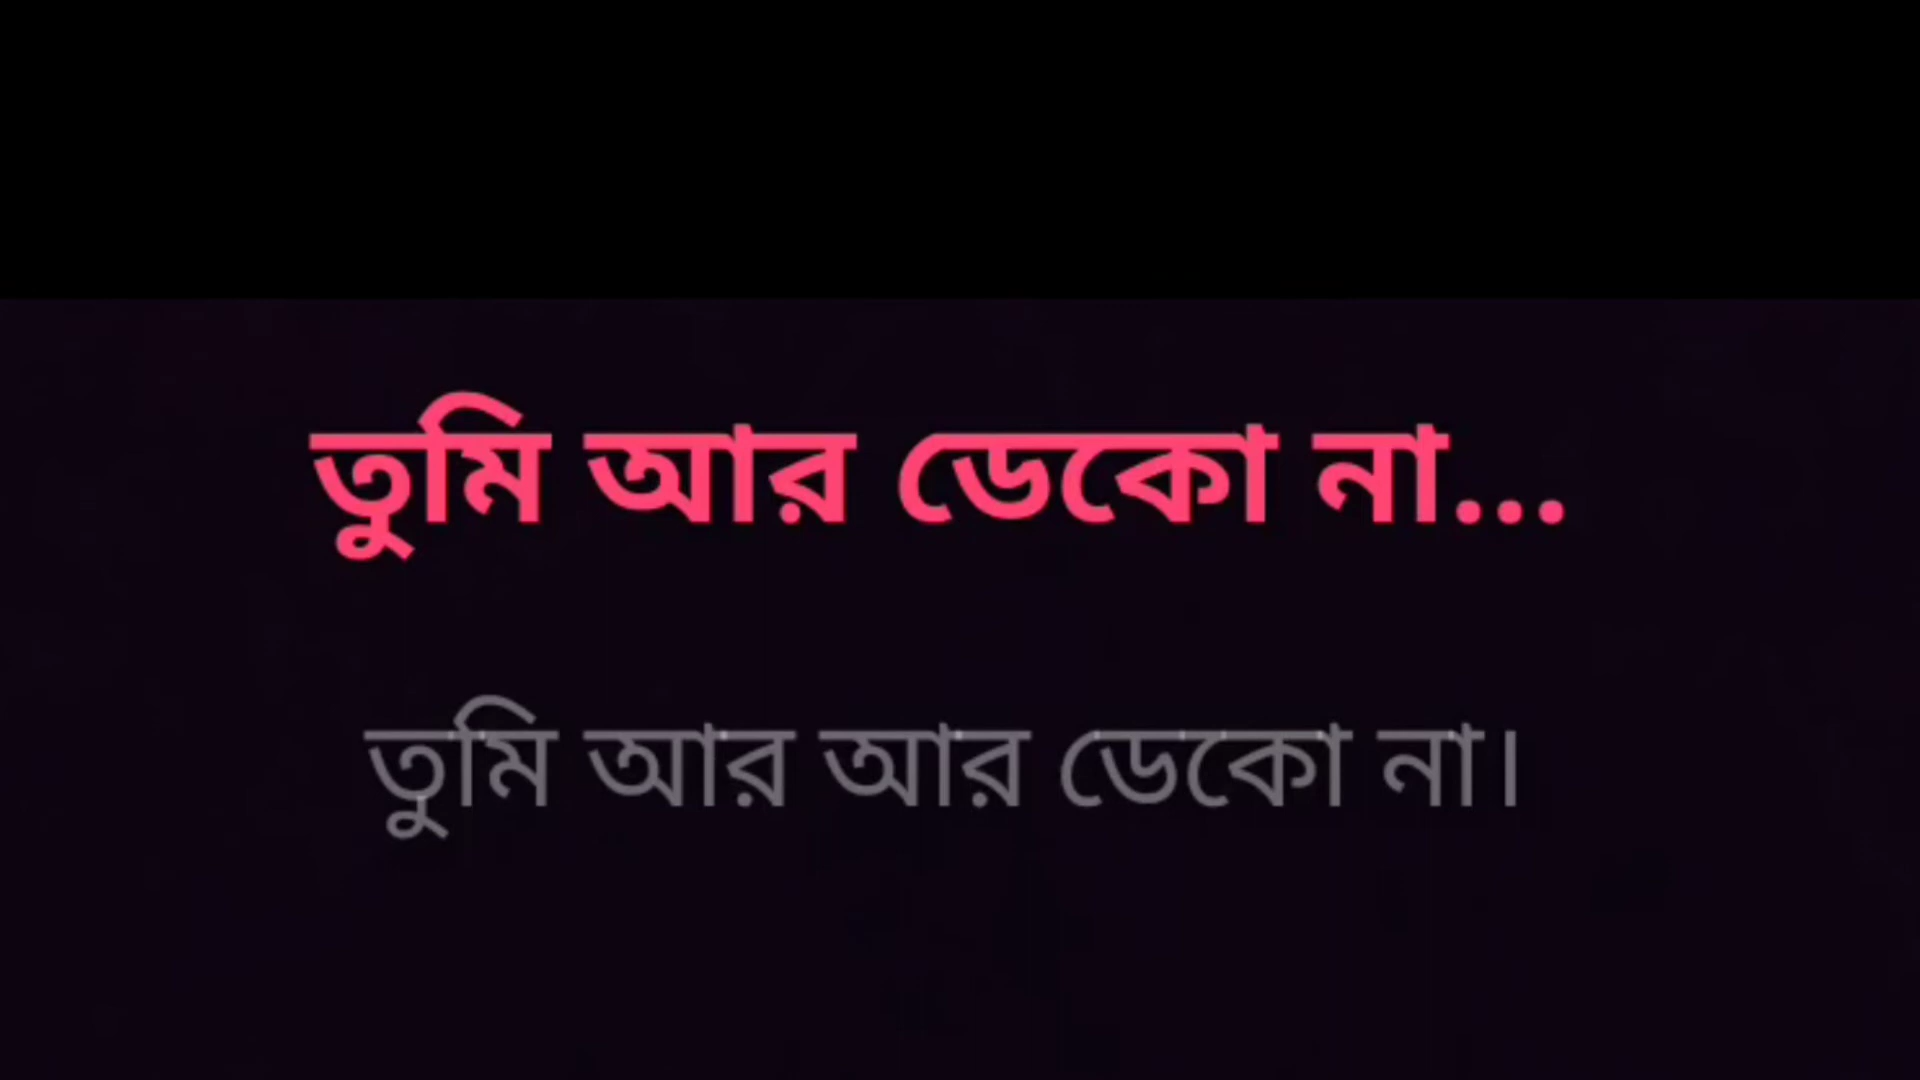 তুমি আর ডেকো না...
তুমি আর আর ডেকো না।